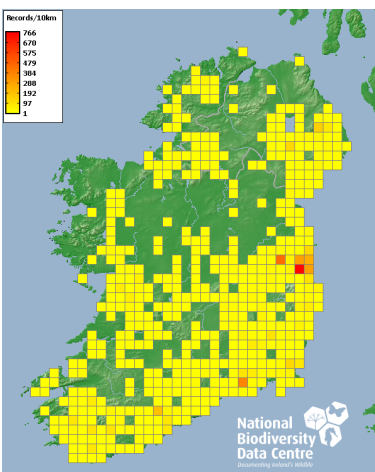 Records/10km
766
670
575
479
384
288
192
97
1
National
Biodiversity
Data Centre
Documenting Ireland's Wildlife